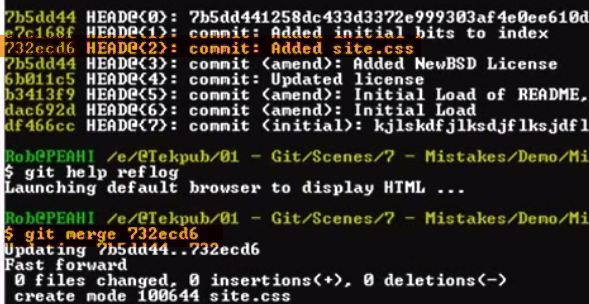 7b5dd44 HEAD@{0}: 7b5dd441258dc433d3372e999303af4e0ee610d
e7c168f HEAD@{1}: commit: Added initial bits to index
732ecd6 HEAD@{2}: commit: Added site.css
7b5dd44 HEAD@{3}: commit (amend): Added NewBSD License
6b011c5 HEAD@{4}: commit: Updated license
b3413f9 HEAD@{5}: commit (amend): Initial Load of README,
dac692d HEAD@{6}: commit (amend): Initial Load
df466cc HEAD@{7}: commit (initial): kjlskdfjlksdjflksjdfl
Rob@PEAHI /e/@Tekpub/01 - Git/Scenes/7 - Mistakes/Demo/Mi
$ git help reflog
Launching default browser to display HTML ...
Rob@PEAHI /e/@Tekpub/01 - Git/Scenes/7 - Mistakes/Demo/Mi
$ git merge 732ecd6
Updating 7b5dd44..732ecd6
Fast forward
0 files changed, 0 insertions(+), 0 deletions(-)
create mode 100644 site.css